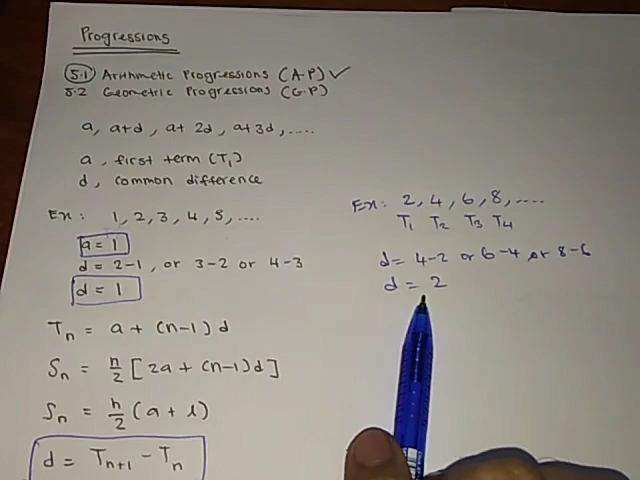 Progressions
5.1 Arithmetic Progressions (A.P) ✓
5.2 Geometric Progressions (G.P)
a, a+d, a+ 2d, a+3d, ....
a, first term (T₁)
d, common difference
Ex: 1, 2, 3, 4, 5, ....
a = 1
d = 2-1, or 3-2 or 4-3
d = 1
Tₙ = a + (n-1) d
Sₙ = n/2 [2a + (n-1)d]
Sₙ = n/2 (a + l)
d = Tₙ₊₁ - Tₙ
Ex: 2, 4, 6, 8, ....
T₁ T₂ T₃ T₄
d= 4-2 or 6-4 or 8-6
d = 2